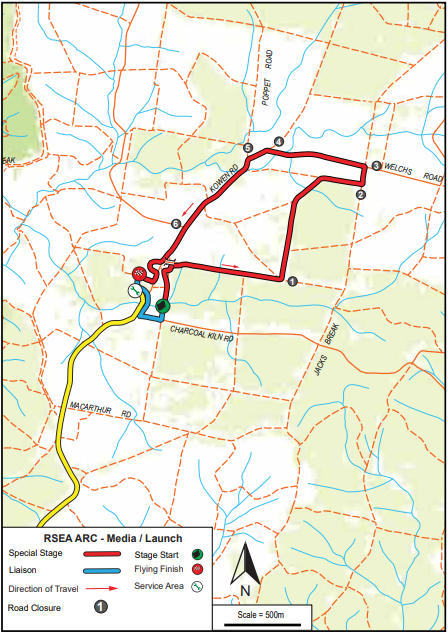 POPPET ROAD
5
4
3
WELCHS ROAD
EAK
KOWEN RD
2
6
1
CHARCOAL KILN RD
JACKS BREAK
MACARTHUR RD
RSEA ARC - Media / Launch
Special Stage
Stage Start
Liaison
Flying Finish
Direction of Travel
Service Area
Road Closure
1
N
Scale = 500m